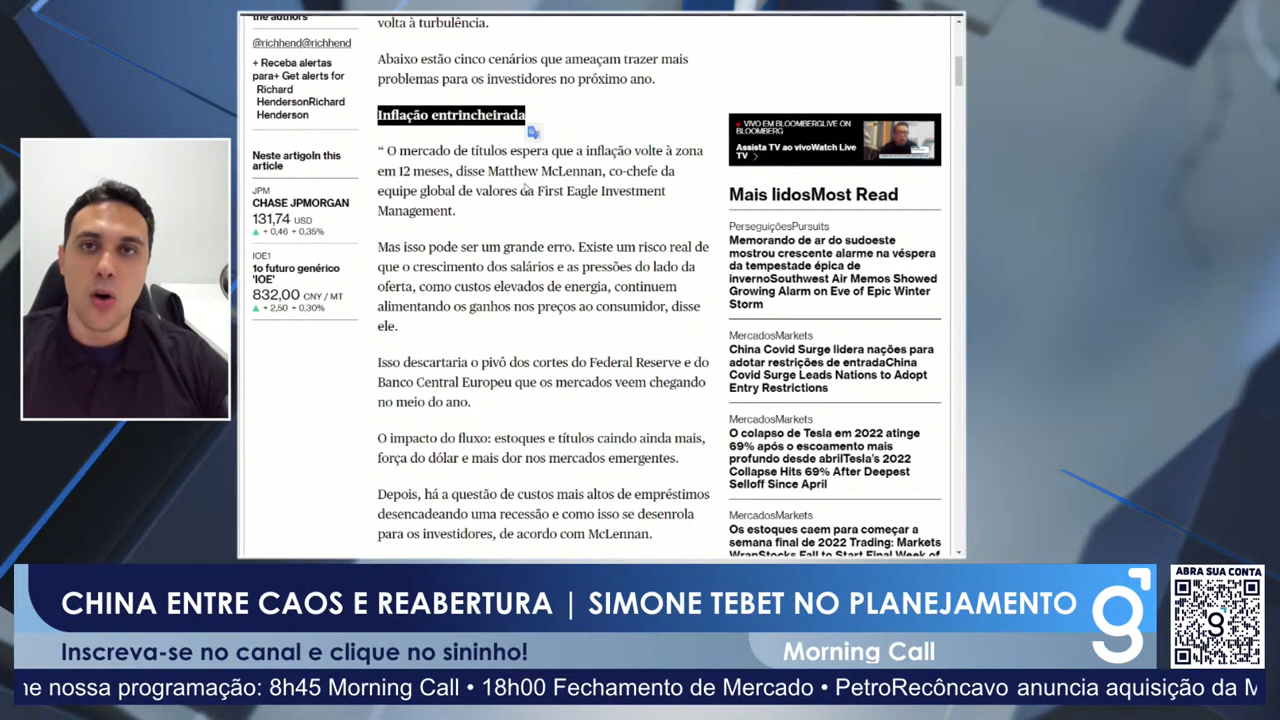 the authors
@richhend@richhend
+ Receba alertas
para+ Get alerts for
Richard
HendersonRichard
Henderson
Neste artigoIn this
article
JPM
CHASE JPMORGAN
131,74 USD
▲ + 0,46 + 0,35%
IOE1
1o futuro genérico
'IOE'
832,00 CNY / MT
▲ + 2,50 + 0,30%
volta à turbulência.
Abaixo estão cinco cenários que ameaçam trazer mais
problemas para os investidores no próximo ano.
Inflação entrincheirada
“ O mercado de títulos espera que a inflação volte à zona
em 12 meses, disse Matthew McLennan, co-chefe da
equipe global de valores da First Eagle Investment
Management.
Mas isso pode ser um grande erro. Existe um risco real de
que o crescimento dos salários e as pressões do lado da
oferta, como custos elevados de energia, continuem
alimentando os ganhos nos preços ao consumidor, disse
ele.
Isso descartaria o pivô dos cortes do Federal Reserve e do
Banco Central Europeu que os mercados veem chegando
no meio do ano.
O impacto do fluxo: estoques e títulos caindo ainda mais,
força do dólar e mais dor nos mercados emergentes.
Depois, há a questão de custos mais altos de empréstimos
desencadeando uma recessão e como isso se desenrola
para os investidores, de acordo com McLennan.
VIVO EM BLOOMBERGLIVE ON
BLOOMBERG
Assista TV ao vivoWatch Live
TV >
Mais lidosMost Read
PerseguiçõesPursuits
Memorando de ar do sudoeste
mostrou crescente alarme na véspera
da tempestade épica de
invernoSouthwest Air Memos Showed
Growing Alarm on Eve of Epic Winter
Storm
MercadosMarkets
China Covid Surge lidera nações para
adotar restrições de entradaChina
Covid Surge Leads Nations to Adopt
Entry Restrictions
MercadosMarkets
O colapso de Tesla em 2022 atinge
69% após o escoamento mais
profundo desde abrilTesla’s 2022
Collapse Hits 69% After Deepest
Selloff Since April
MercadosMarkets
Os estoques caem para começar a
semana final de 2022 Trading: Markets
WrapStocks Fall to Start Final Week of
CHINA ENTRE CAOS E REABERTURA | SIMONE TEBET NO PLANEJAMENTO
Inscreva-se no canal e clique no sininho!
Morning Call
ABRA SUA CONTA
g
ne nossa programação: 8h45 Morning Call • 18h00 Fechamento de Mercado • PetroRecôncavo anuncia aquisição da M